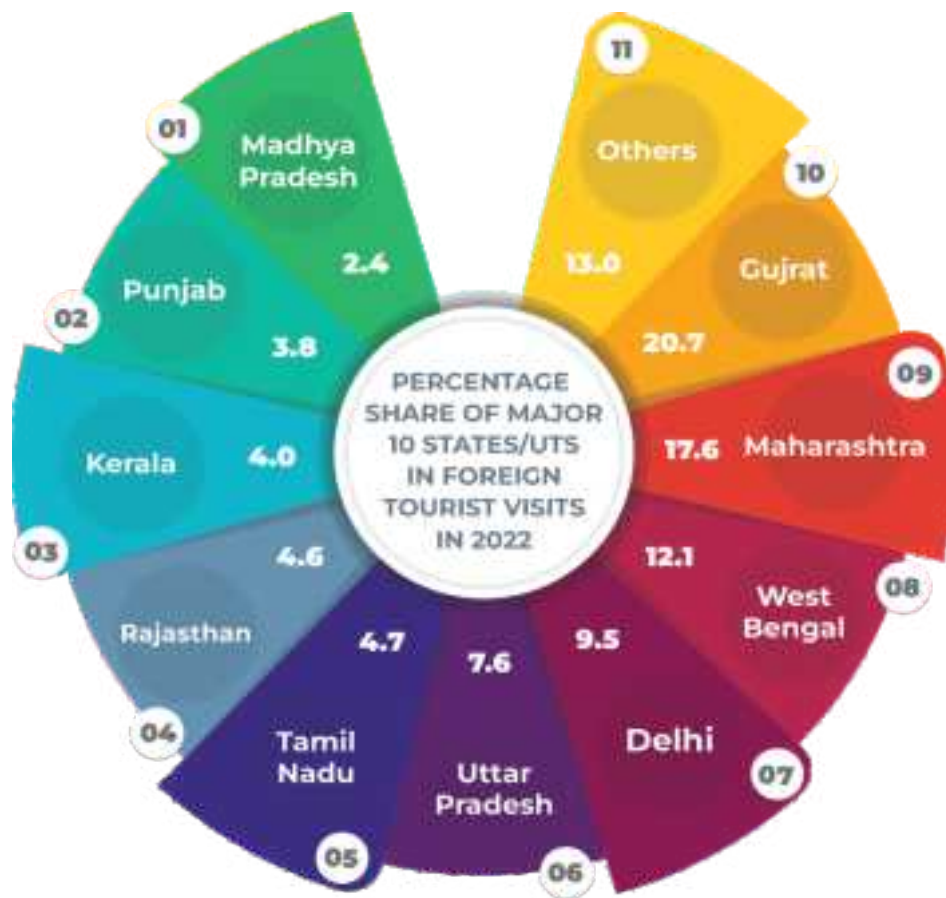 PERCENTAGE
SHARE OF MAJOR
10 STATES/UTS
IN FOREIGN
TOURIST VISITS
IN 2022
01
Madhya
Pradesh
2.4
02
Punjab
3.8
03
Kerala
4.0
04
Rajasthan
4.6
05
Tamil
Nadu
4.7
06
Uttar
Pradesh
7.6
07
Delhi
9.5
08
West
Bengal
12.1
09
Maharashtra
17.6
10
Gujrat
20.7
11
Others
13.0